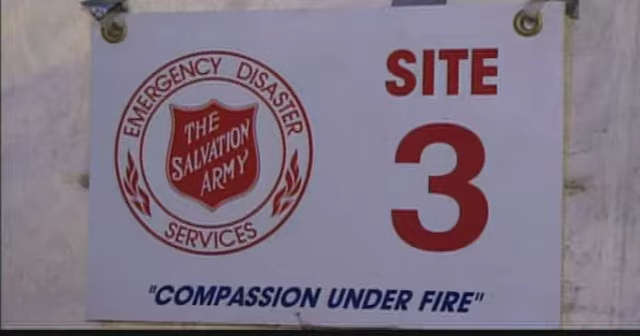 EMERGENCY DISASTER
THE
SALVATION
ARMY
SERVICES
SITE
3
"COMPASSION UNDER FIRE"